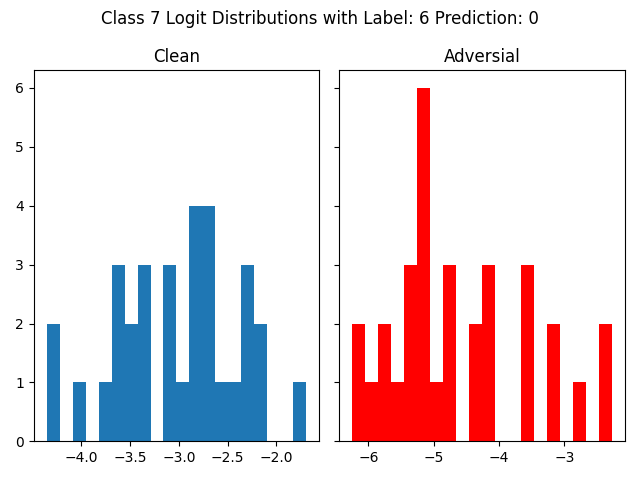 Class 7 Logit Distributions with Label: 6 Prediction: 0
Clean
Adversial
6
5
4
3
2
1
0
−4.0 −3.5 −3.0 −2.5 −2.0
−6 −5 −4 −3